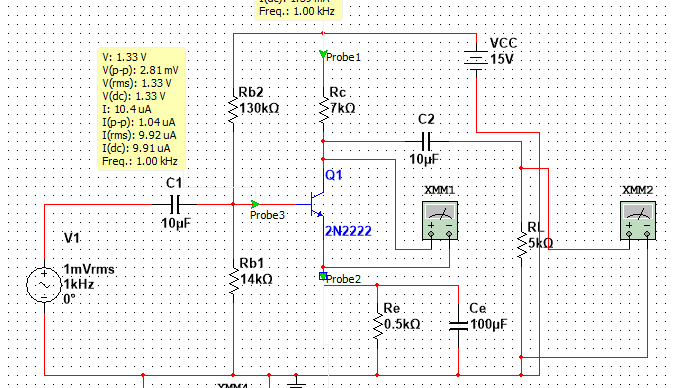 Freq.: 1.00 kHz
V: 1.33 V
V(p-p): 2.81 mV
V(rms): 1.33 V
V(dc): 1.33 V
I: 10.4 uA
I(p-p): 1.04 uA
I(rms): 9.92 uA
I(dc): 9.91 uA
Freq.: 1.00 kHz
VCC
15V
Probe1
Rb2
130kΩ
Rc
7kΩ
C2
10µF
C1
10µF
Q1
2N2222
XMM1
XMM2
Probe3
V1
1mVrms
1kHz
0°
Rb1
14kΩ
Probe2
RL
5kΩ
Re
0.5kΩ
Ce
100µF